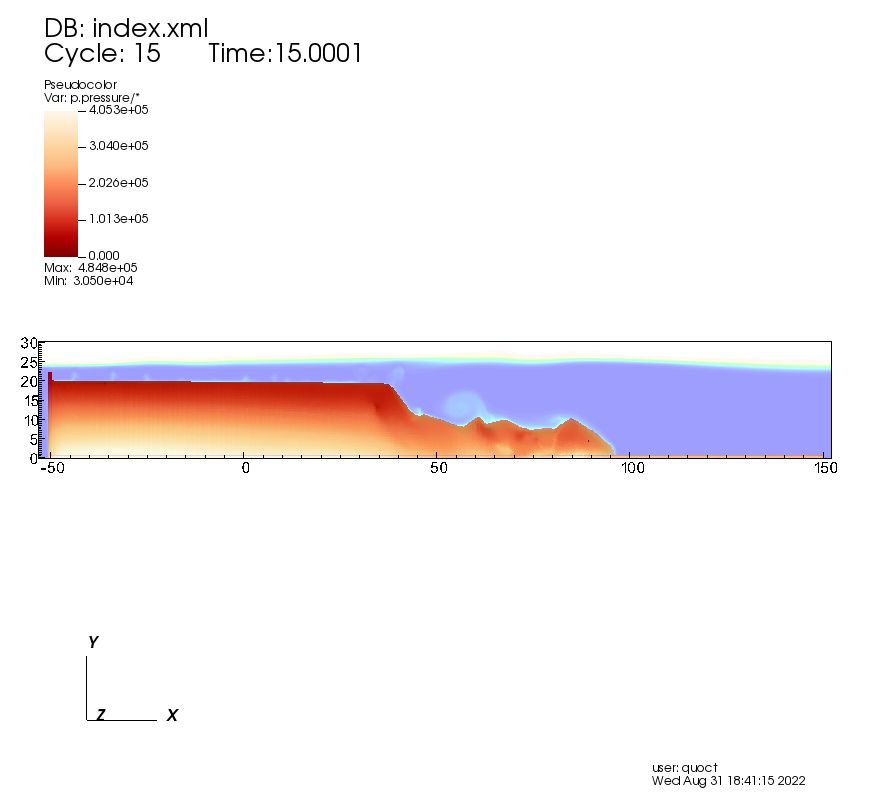 DB: index.xml
Cycle: 15 Time:15.0001
Pseudocolor
Var: p.pressure/*
4.053e+05
3.040e+05
2.026e+05
1.013e+05
0.000
Max: 4.848e+05
Min: 3.050e+04
30
25
20
15
10
5
0
-50 0 50 100 150
Y
Z X
user: quoct
Wed Aug 31 18:41:15 2022